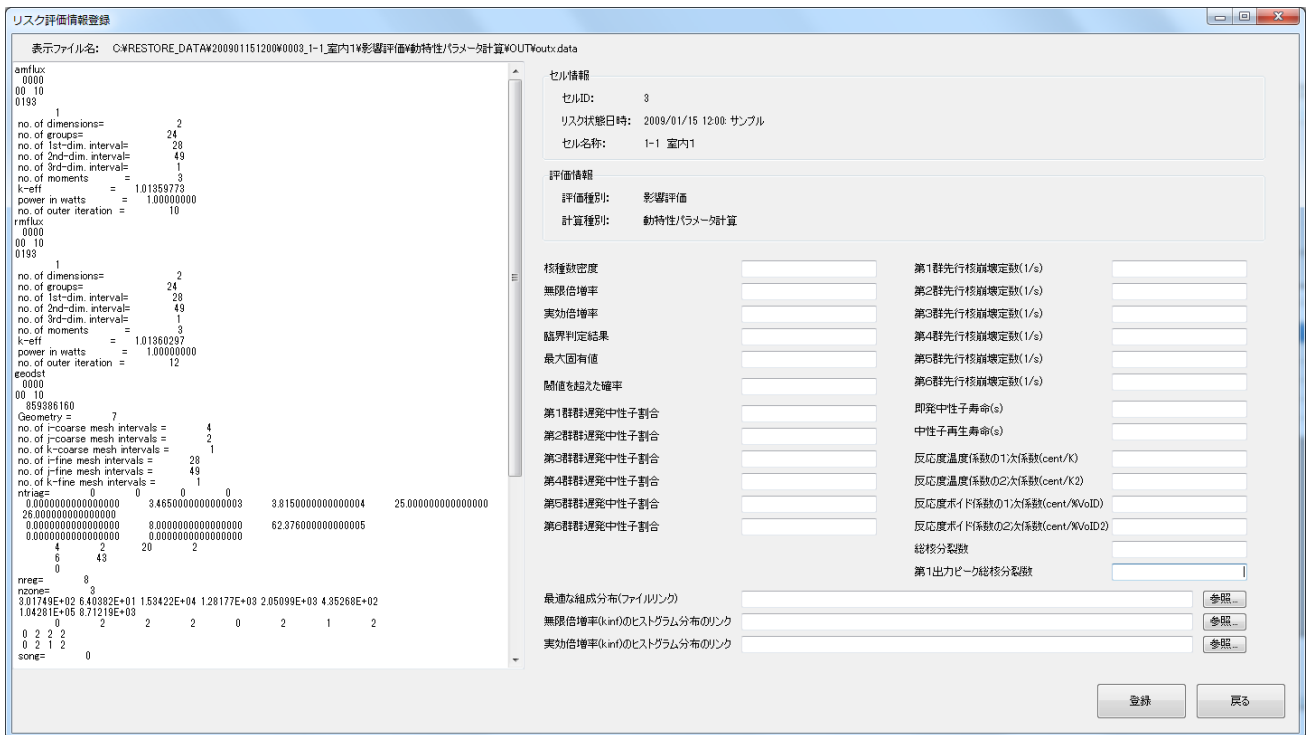 リスク評価情報登録
表示ファイル名: C:¥RESTORE_DATA¥200901151200¥0003_1-1_室内1¥影響評価¥動特性パラメータ計算¥OUT¥outx.data
amflux
0000
00 10
0193
1
no. of dimensions= 2
no. of groups= 24
no. of 1st-dim. interval= 28
no. of 2nd-dim. interval= 49
no. of 3rd-dim. interval= 1
no. of moments = 3
k-eff = 1.01359773
power in watts = 1.00000000
no. of outer iteration = 10
rmflux
0000
00 10
0193
1
no. of dimensions= 2
no. of groups= 24
no. of 1st-dim. interval= 28
no. of 2nd-dim. interval= 49
no. of 3rd-dim. interval= 1
no. of moments = 3
k-eff = 1.01360297
power in watts = 1.00000000
no. of outer iteration = 12
geodst
0000
00 10
859386160
Geometry = 7
no. of i-coarse mesh intervals = 4
no. of j-coarse mesh intervals = 2
no. of k-coarse mesh intervals = 1
no. of i-fine mesh intervals = 28
no. of j-fine mesh intervals = 49
no. of k-fine mesh intervals = 1
ntriag= 0 0 0 0
0.000000000000000 3.4650000000000003 3.8150000000000004 25.000000000000000
26.000000000000000
0.0000000000000000 8.0000000000000000 62.376000000000005
0.0000000000000000 0.0000000000000000
4 2 20 2
6 43
0
nreg= 8
nzone= 3
3.01749E+02 6.40382E+01 1.53422E+04 1.28177E+03 2.05099E+03 4.35268E+02
1.04281E+05 8.71219E+03
0 2 2 2 0 2 1 2
0 2 2 2
0 2 1 2
song= 0
セル情報
セルID: 3
リスク状態日時: 2009/01/15 12:00: サンプル
セル名称: 1-1 室内1
評価情報
評価種別: 影響評価
計算種別: 動特性パラメータ計算
核種数密度
無限倍増率
実効倍増率
臨界判定結果
最大固有値
閾値を超えた確率
第1群群遅発中性子割合
第2群群遅発中性子割合
第3群群遅発中性子割合
第4群群遅発中性子割合
第5群群遅発中性子割合
第6群群遅発中性子割合
第1群先行核崩壊定数(1/s)
第2群先行核崩壊定数(1/s)
第3群先行核崩壊定数(1/s)
第4群先行核崩壊定数(1/s)
第5群先行核崩壊定数(1/s)
第6群先行核崩壊定数(1/s)
即発中性子寿命(s)
中性子再生寿命(s)
反応度温度係数の1次係数(cent/K)
反応度温度係数の2次係数(cent/K2)
反応度ボイド係数の1次係数(cent/%VoID)
反応度ボイド係数の2次係数(cent/%VoID2)
総核分裂数
第1出力ピーク総核分裂数
最適な組成分布(ファイルリンク) 参照...
無限倍増率(kinf)のヒストグラム分布のリンク 参照...
実効倍増率(kinf)のヒストグラム分布のリンク 参照...
登録 戻る